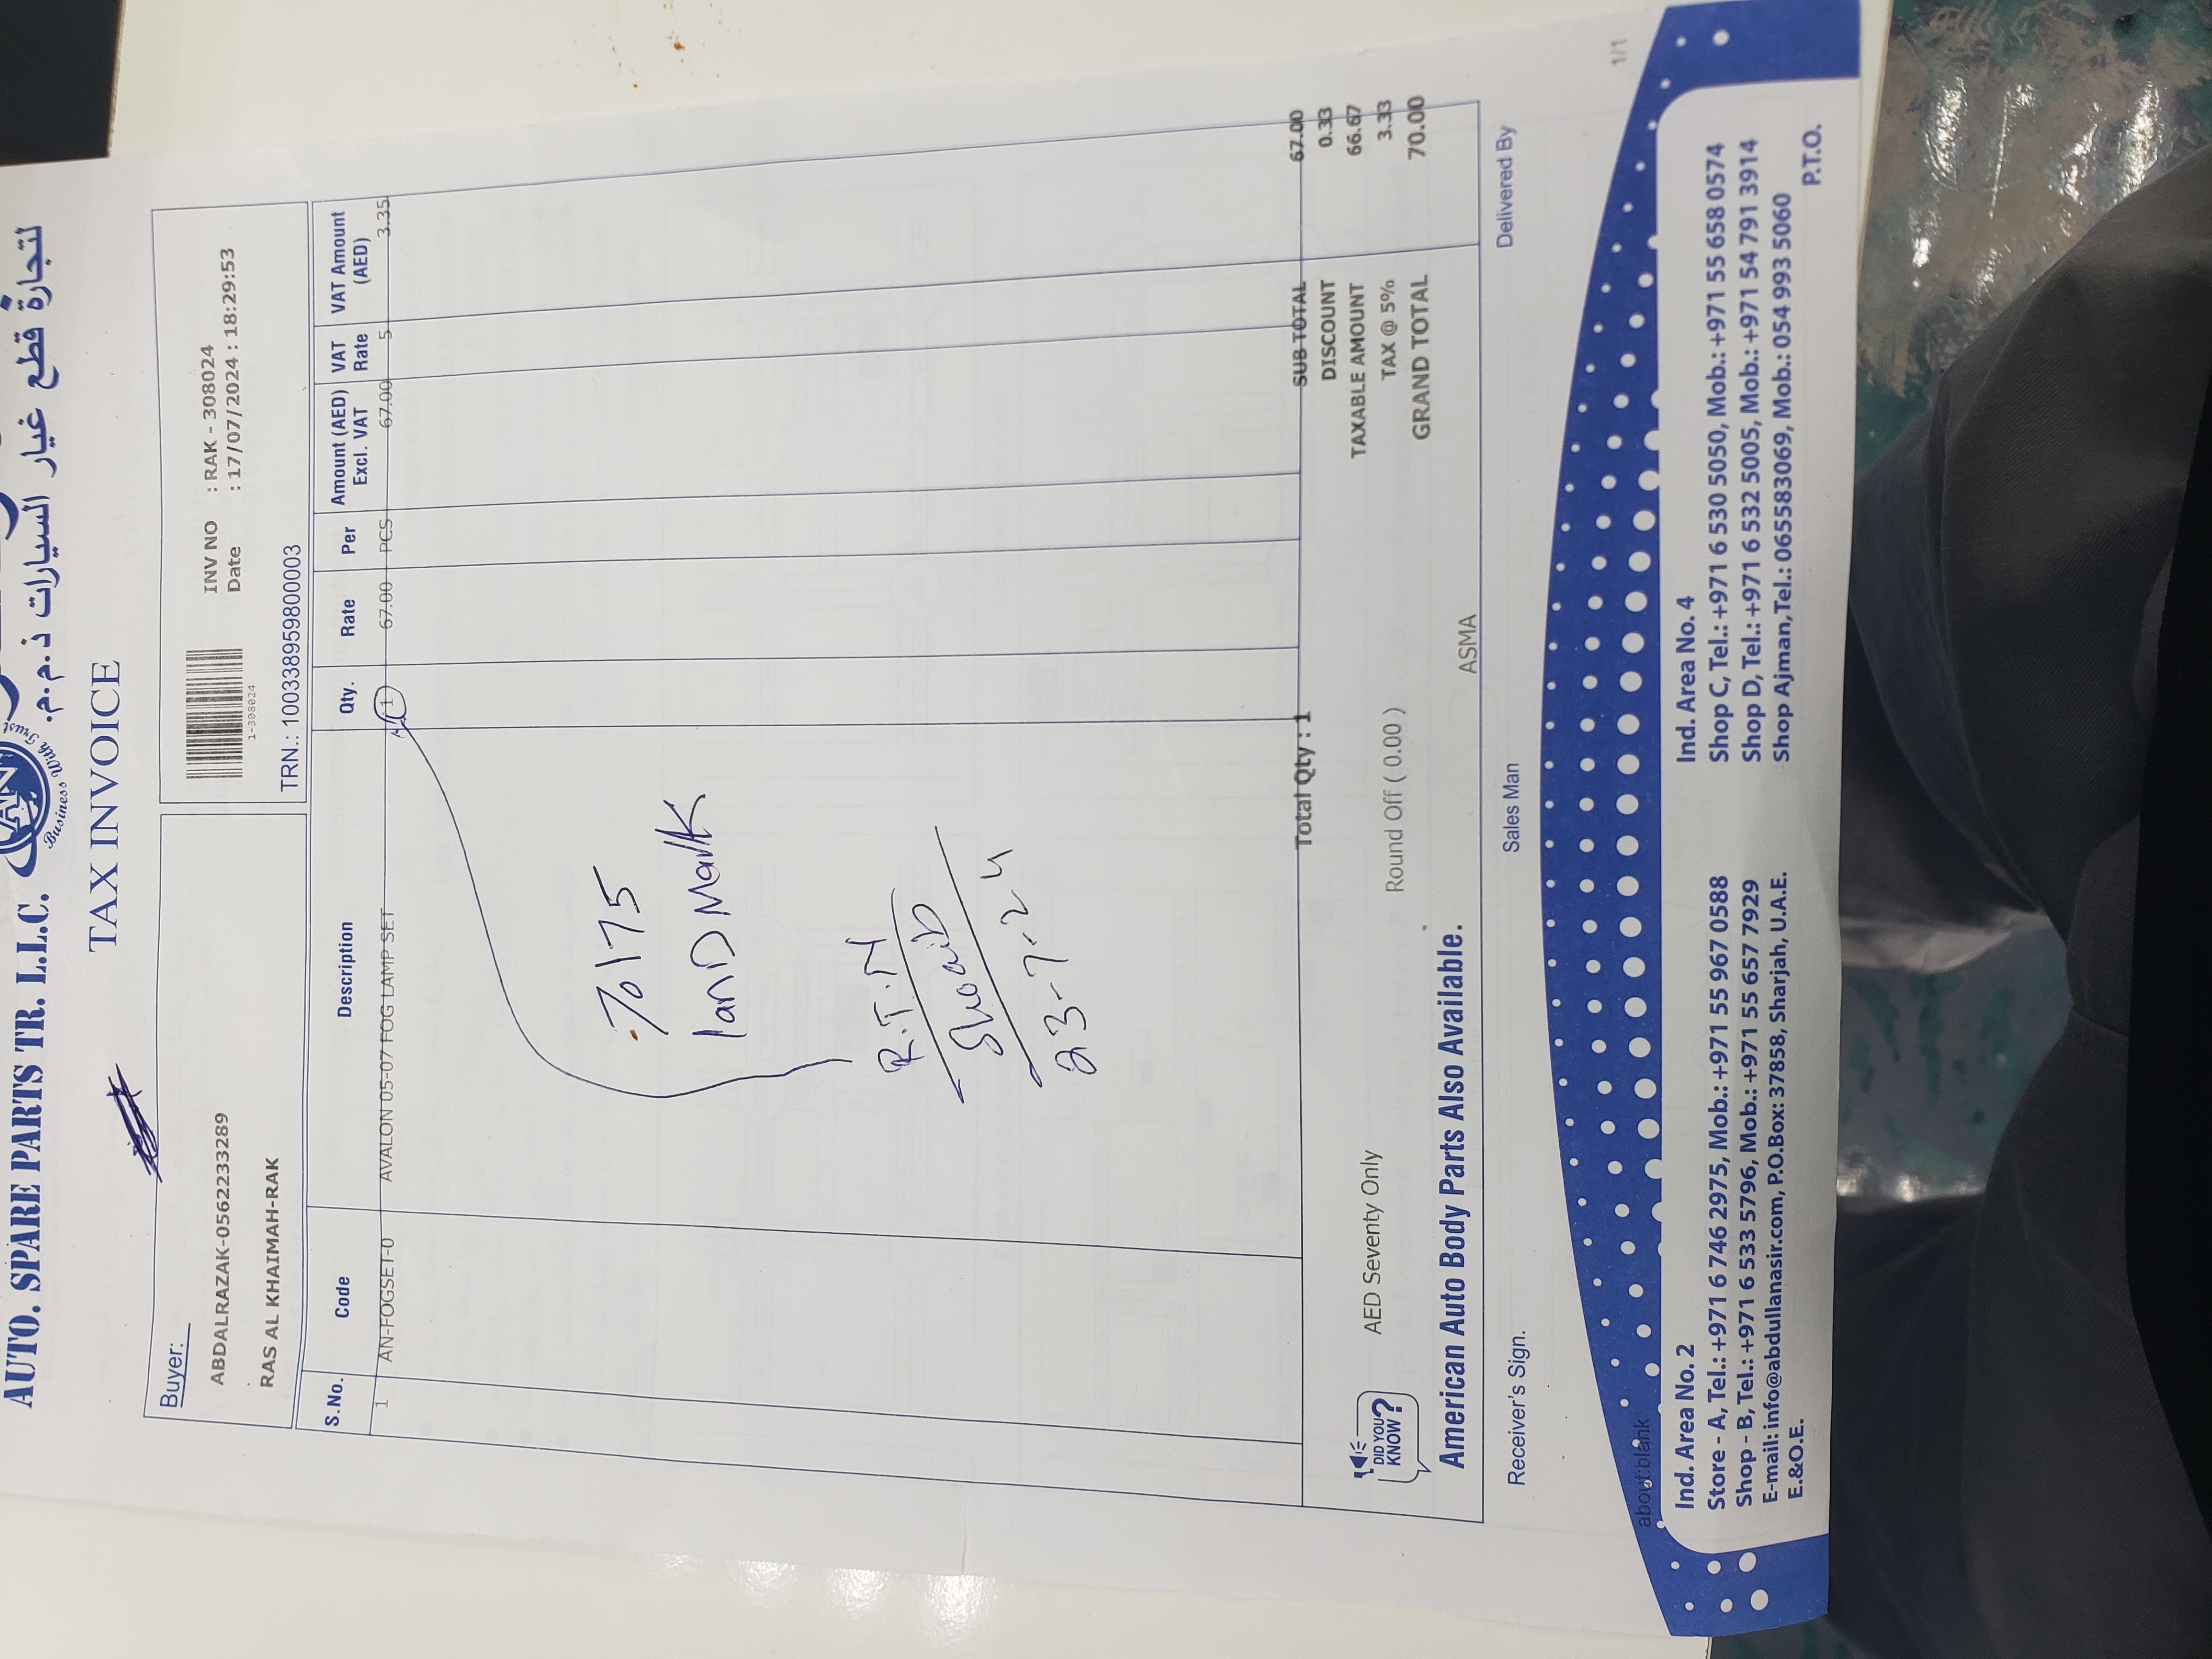 لتجارة قطع غيار السيارات ذ.م.م.
AUTO. SPARE PARTS TR. L.L.C.
Business With Trust
TAX INVOICE
Buyer:
ABDALRAZAK-0562233289
RAS AL KHAIMAH-RAK
1-308024
INV NO : RAK - 308024
Date : 17/07/2024 : 18:29:53
TRN.: 100338959800003
S.No. Code Description Qty. Rate Per Amount (AED) Excl. VAT VAT Rate VAT Amount (AED)
1 AN-FOGSET-0 AVALON 05-07 FOG LAMP SET 1 67.00 PCS 67.00 5 3.35
70175
LanD Mark
R.T.N
Shoaib
23-7-24
Total Qty : 1
SUB TOTAL 67.00
DISCOUNT 0.33
TAXABLE AMOUNT 66.67
TAX @ 5% 3.33
GRAND TOTAL 70.00
AED Seventy Only
Round Off ( 0.00 )
DID YOU KNOW?
American Auto Body Parts Also Available.
ASMA
Receiver's Sign.
Sales Man
Delivered By
1/1
about:blank
Ind. Area No. 2
Store - A, Tel.: +971 6 746 2975, Mob.: +971 55 967 0588
Shop - B, Tel.: +971 6 533 5796, Mob.: +971 55 657 7929
E-mail: info@abdullanasir.com, P.O.Box: 37858, Sharjah, U.A.E.
E.&O.E.
Ind. Area No. 4
Shop C, Tel.: +971 6 530 5050, Mob.: +971 55 658 0574
Shop D, Tel.: +971 6 532 5005, Mob.: +971 54 791 3914
Shop Ajman, Tel.: 065583069, Mob.: 054 993 5060
P.T.O.